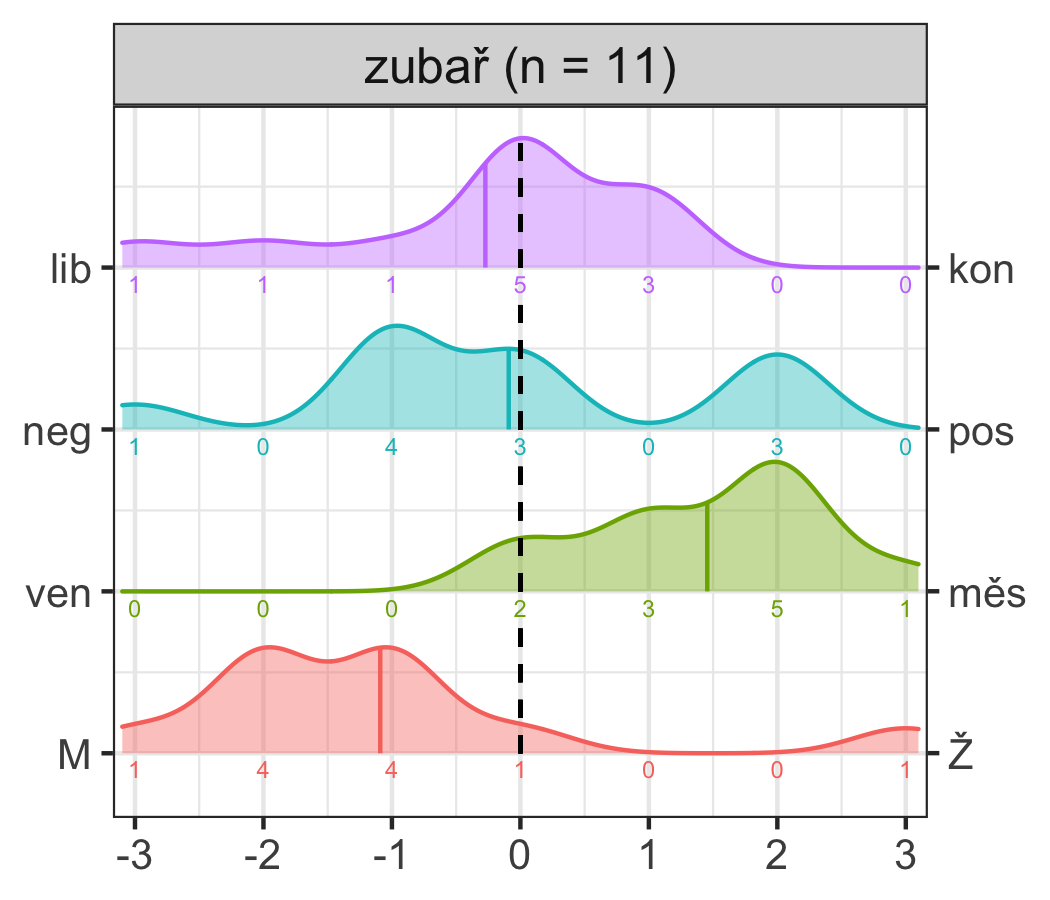 zubař (n = 11)
lib kon
1 1 1 5 3 0 0
neg pos
1 0 4 3 0 3 0
ven měs
0 0 0 2 3 5 1
M Ž
1 4 4 1 0 0 1
-3 -2 -1 0 1 2 3